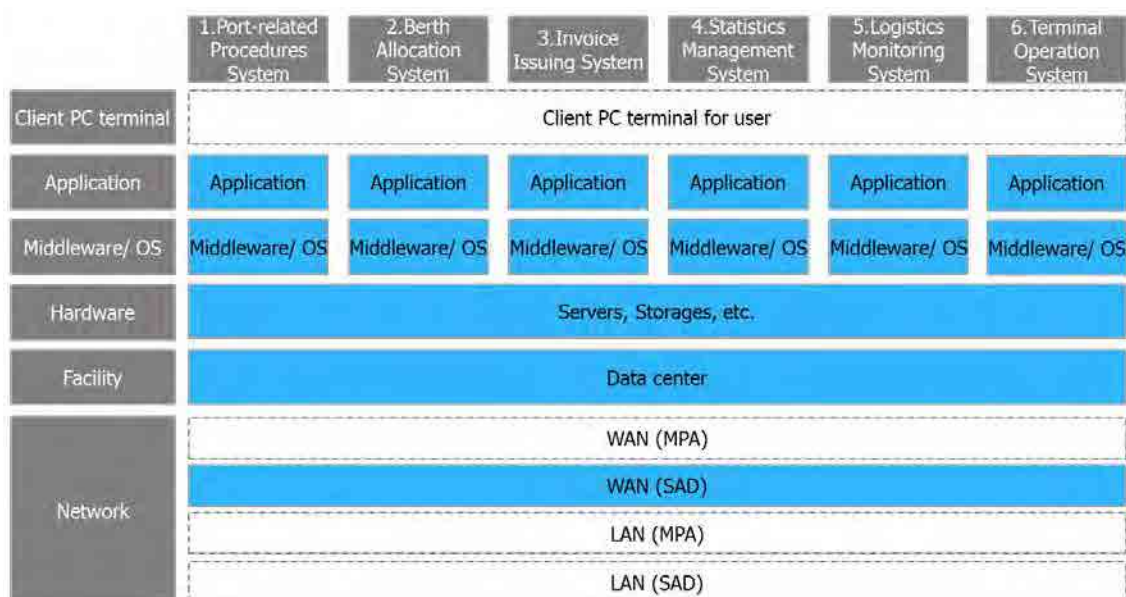 1.Port-related
Procedures
System
2.Berth
Allocation
System
3.Invoice
Issuing System
4.Statistics
Management
System
5.Logistics
Monitoring
System
6.Terminal
Operation
System
Client PC terminal
Client PC terminal for user
Application
Application
Application
Application
Application
Application
Application
Middleware/ OS
Middleware/ OS
Middleware/ OS
Middleware/ OS
Middleware/ OS
Middleware/ OS
Middleware/ OS
Hardware
Servers, Storages, etc.
Facility
Data center
Network
WAN (MPA)
WAN (SAD)
LAN (MPA)
LAN (SAD)